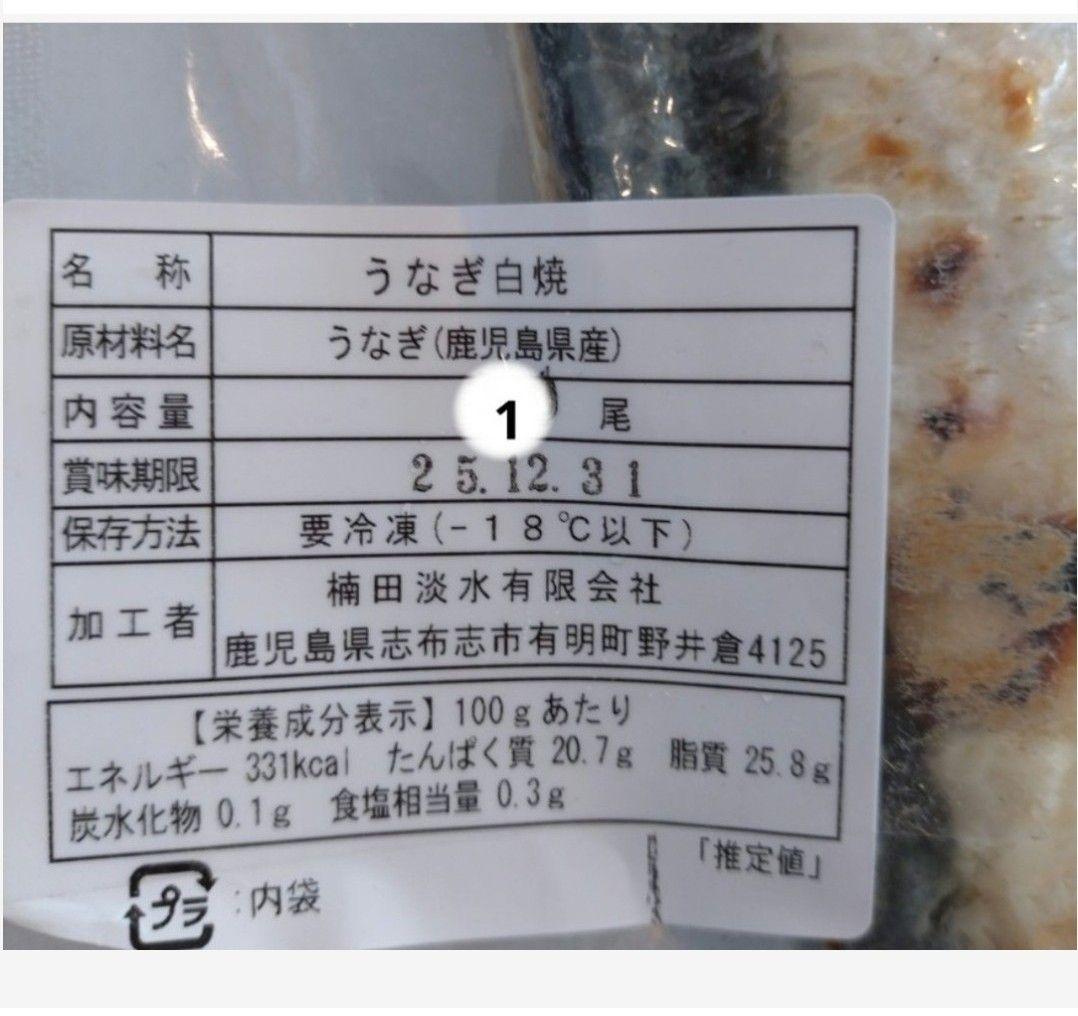 名称 うなぎ白焼
原材料名 うなぎ(鹿児島県産)
内容量 1 尾
賞味期限 25.12.31
保存方法 要冷凍(-18℃以下)
加工者 楠田淡水有限会社
鹿児島県志布志市有明町野井倉4125
【栄養成分表示】100gあたり
エネルギー 331kcal たんぱく質 20.7g 脂質 25.8g
炭水化物 0.1g 食塩相当量 0.3g
「推定値」
プラ :内袋